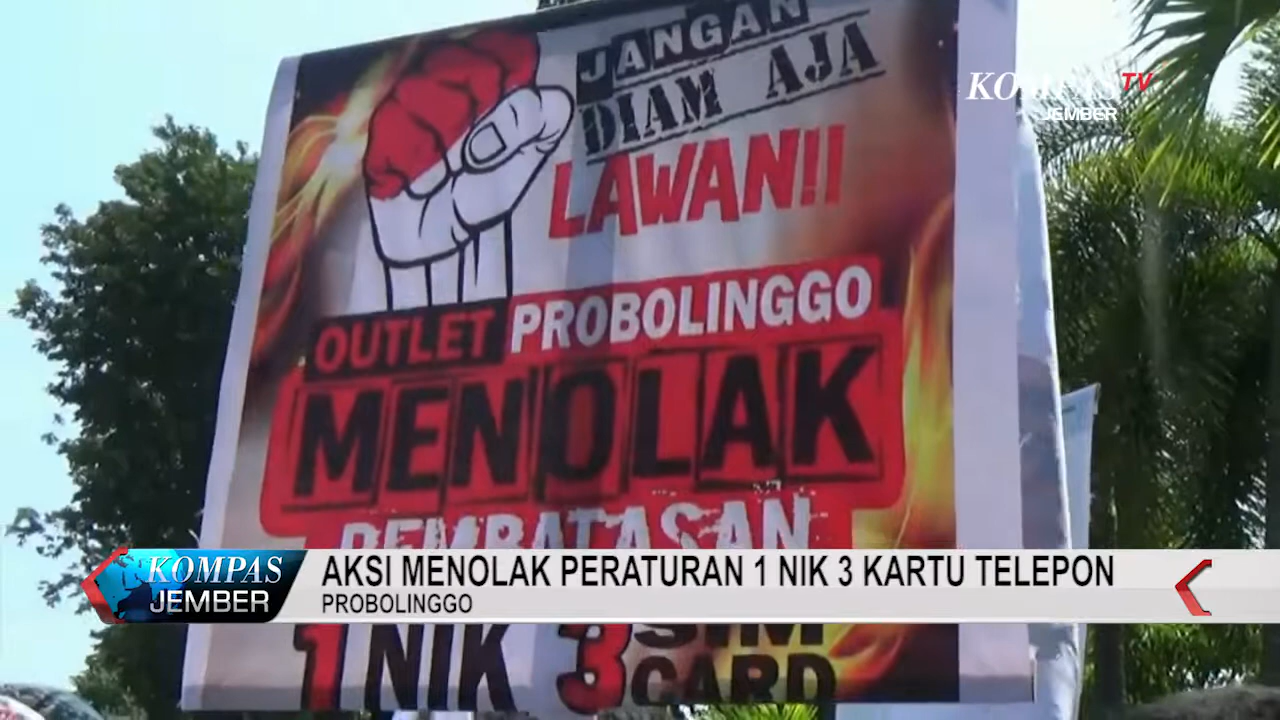 JANGAN
DIAM AJA
LAWAN!!
OUTLET PROBOLINGGO
MENOLAK
PEMBATASAN
1 NIK 3 SIM
CARD
KOMPAS TV
JEMBER
KOMPAS
JEMBER
AKSI MENOLAK PERATURAN 1 NIK 3 KARTU TELEPON
PROBOLINGGO